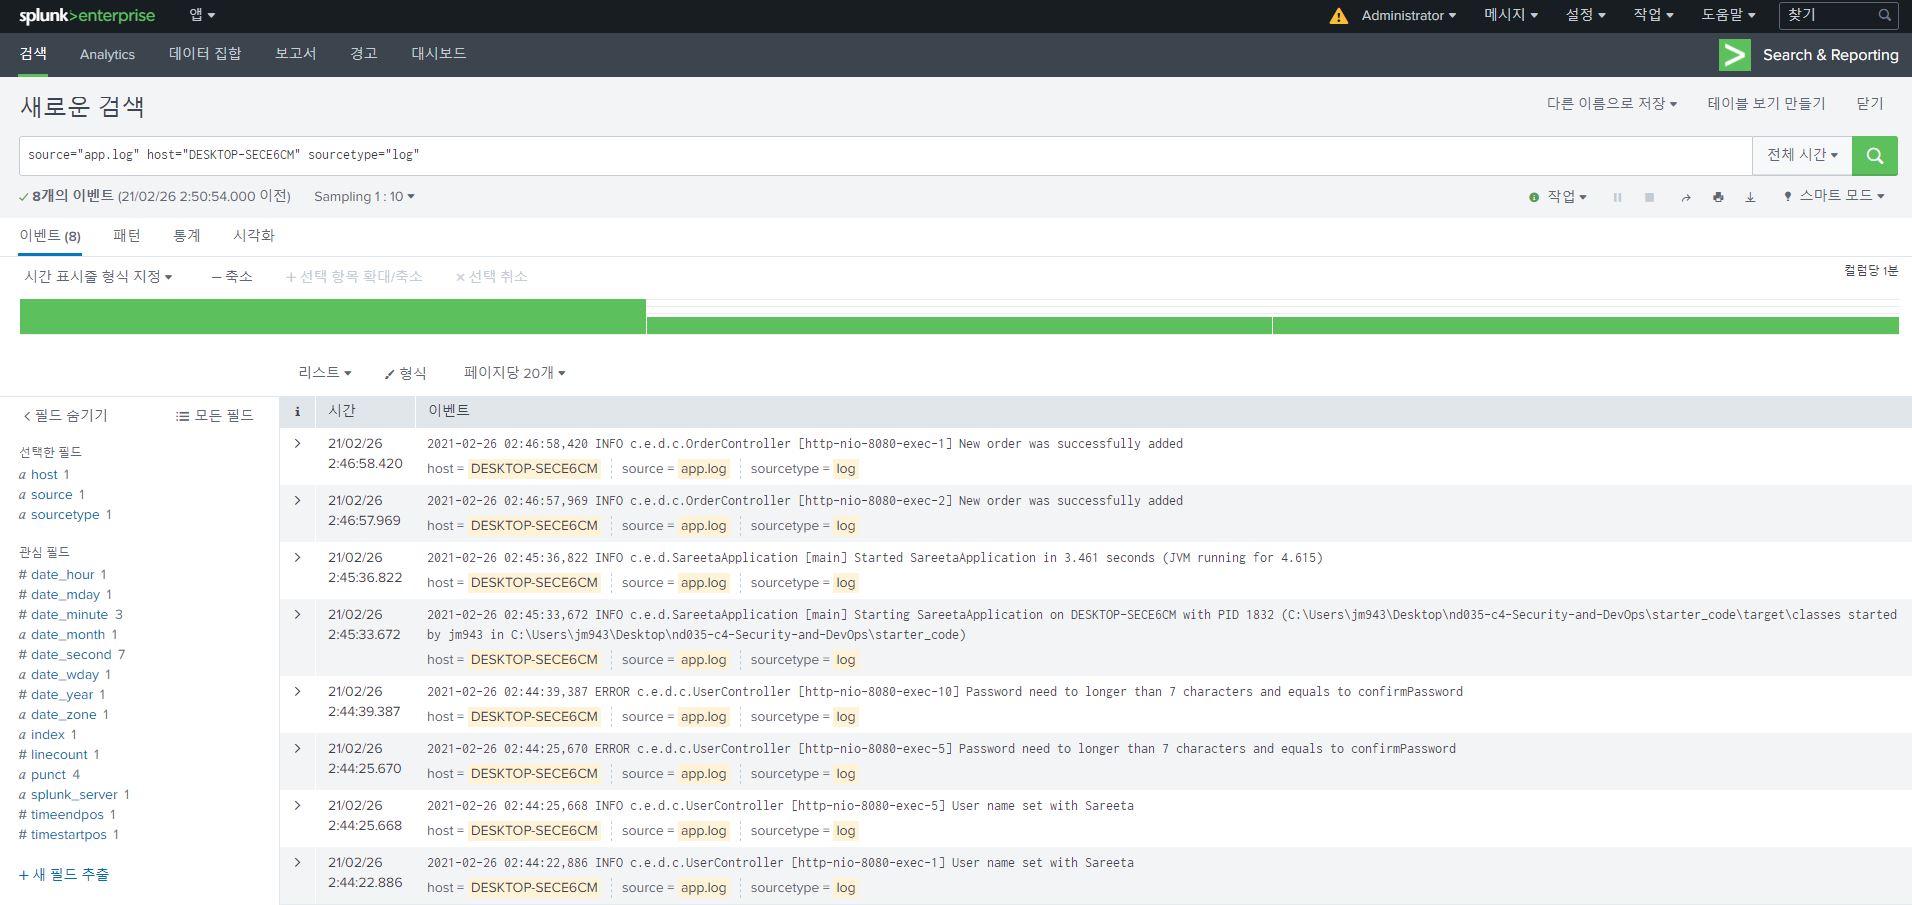 splunk>enterprise 앱 Administrator 메시지 설정 작업 도움말 찾기
검색 Analytics 데이터 집합 보고서 경고 대시보드 Search & Reporting
새로운 검색 다른 이름으로 저장 테이블 보기 만들기 닫기
source="app.log" host="DESKTOP-SECE6CM" sourcetype="log" 전체 시간
8개의 이벤트 (21/02/26 2:50:54.000 이전) Sampling 1 : 10 작업 스마트 모드
이벤트 (8) 패턴 통계 시각화
시간 표시줄 형식 지정 — 축소 + 선택 항목 확대/축소 × 선택 취소 컬럼당 1분
리스트 형식 페이지당 20개
< 필드 숨기기 모든 필드
선택한 필드
a host 1
a source 1
a sourcetype 1
관심 필드
# date_hour 1
# date_mday 1
# date_minute 3
a date_month 1
# date_second 7
a date_wday 1
# date_year 1
a date_zone 1
a index 1
# linecount 1
a punct 4
a splunk_server 1
# timeendpos 1
# timestartpos 1
+ 새 필드 추출
i 시간 이벤트
21/02/26 2021-02-26 02:46:58,420 INFO c.e.d.c.OrderController [http-nio-8080-exec-1] New order was successfully added
2:46:58.420
host = DESKTOP-SECE6CM source = app.log sourcetype = log
21/02/26 2021-02-26 02:46:57,969 INFO c.e.d.c.OrderController [http-nio-8080-exec-2] New order was successfully added
2:46:57.969
host = DESKTOP-SECE6CM source = app.log sourcetype = log
21/02/26 2021-02-26 02:45:36,822 INFO c.e.d.SareetaApplication [main] Started SareetaApplication in 3.461 seconds (JVM running for 4.615)
2:45:36.822
host = DESKTOP-SECE6CM source = app.log sourcetype = log
21/02/26 2021-02-26 02:45:33,672 INFO c.e.d.SareetaApplication [main] Starting SareetaApplication on DESKTOP-SECE6CM with PID 1832 (C:\Users\jm943\Desktop\nd035-c4-Security-and-DevOps\starter_code\target\classes started
2:45:33.672 by jm943 in C:\Users\jm943\Desktop\nd035-c4-Security-and-DevOps\starter_code)
host = DESKTOP-SECE6CM source = app.log sourcetype = log
21/02/26 2021-02-26 02:44:39,387 ERROR c.e.d.c.UserController [http-nio-8080-exec-10] Password need to longer than 7 characters and equals to confirmPassword
2:44:39.387
host = DESKTOP-SECE6CM source = app.log sourcetype = log
21/02/26 2021-02-26 02:44:25,670 ERROR c.e.d.c.UserController [http-nio-8080-exec-5] Password need to longer than 7 characters and equals to confirmPassword
2:44:25.670
host = DESKTOP-SECE6CM source = app.log sourcetype = log
21/02/26 2021-02-26 02:44:25,668 INFO c.e.d.c.UserController [http-nio-8080-exec-5] User name set with Sareeta
2:44:25.668
host = DESKTOP-SECE6CM source = app.log sourcetype = log
21/02/26 2021-02-26 02:44:22,886 INFO c.e.d.c.UserController [http-nio-8080-exec-1] User name set with Sareeta
2:44:22.886
host = DESKTOP-SECE6CM source = app.log sourcetype = log